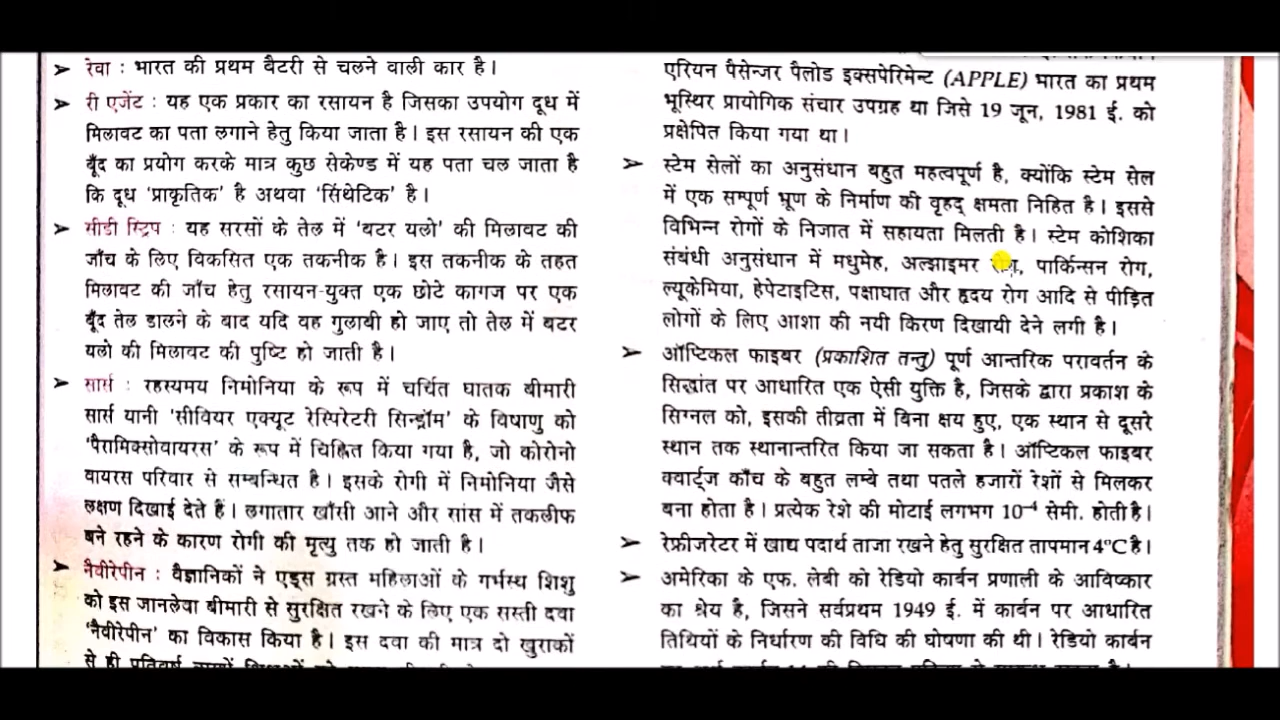 ➢ रेवा : भारत की प्रथम बैटरी से चलने वाली कार है।
➢ री एजेंट : यह एक प्रकार का रसायन है जिसका उपयोग दूध में
मिलावट का पता लगाने हेतु किया जाता है। इस रसायन की एक
बूँद का प्रयोग करके मात्र कुछ सेकेण्ड में यह पता चल जाता है
कि दूध 'प्राकृतिक' है अथवा 'सिंथेटिक' है।
➢ सीडी स्ट्रिप : यह सरसों के तेल में 'बटर यलो' की मिलावट की
जाँच के लिए विकसित एक तकनीक है। इस तकनीक के तहत
मिलावट की जाँच हेतु रसायन-युक्त एक छोटे कागज पर एक
बूँद तेल डालने के बाद यदि वह गुलाबी हो जाए तो तेल में बटर
यलो की मिलावट की पुष्टि हो जाती है।
➢ सार्स : रहस्यमय निमोनिया के रूप में चर्चित घातक बीमारी
सार्स यानी 'सीवियर एक्यूट रेस्पिरेटरी सिन्ड्रॉम' के विषाणु को
'पैरामिक्सोवायरस' के रूप में चिह्नित किया गया है, जो कोरोनो
वायरस परिवार से सम्बन्धित है। इसके रोगी में निमोनिया जैसे
लक्षण दिखाई देते हैं। लगातार खाँसी आने और सांस में तकलीफ
बने रहने के कारण रोगी की मृत्यु तक हो जाती है।
➢ नैवीरेपीन : वैज्ञानिकों ने एड्स ग्रस्त महिलाओं के गर्भस्थ शिशु
को इस जानलेवा बीमारी से सुरक्षित रखने के लिए एक सस्ती दवा
'नैवीरेपीन' का विकास किया है। इस दवा की मात्र दो खुराकों
से ही प्रतिवर्ष
एरियन पैसेन्जर पैलोड इक्सपेरिमेन्ट (APPLE) भारत का प्रथम
भूस्थिर प्रायोगिक संचार उपग्रह था जिसे 19 जून, 1981 ई. को
प्रक्षेपित किया गया था।
➢ स्टेम सेलों का अनुसंधान बहुत महत्वपूर्ण है, क्योंकि स्टेम सेल
में एक सम्पूर्ण भ्रूण के निर्माण की वृहद् क्षमता निहित है। इससे
विभिन्न रोगों के निजात में सहायता मिलती है। स्टेम कोशिका
संबंधी अनुसंधान में मधुमेह, अल्झाइमर पार्किन्सन रोग,
ल्यूकेमिया, हेपेटाइटिस, पक्षाघात और हृदय रोग आदि से पीड़ित
लोगों के लिए आशा की नयी किरण दिखायी देने लगी है।
➢ ऑप्टिकल फाइबर (प्रकाशित तन्तु) पूर्ण आन्तरिक परावर्तन के
सिद्धांत पर आधारित एक ऐसी युक्ति है, जिसके द्वारा प्रकाश के
सिग्नल को, इसकी तीव्रता में बिना क्षय हुए, एक स्थान से दूसरे
स्थान तक स्थानान्तरित किया जा सकता है। ऑप्टिकल फाइबर
क्वार्ट्ज काँच के बहुत लम्बे तथा पतले हजारों रेशों से मिलकर
बना होता है। प्रत्येक रेशे की मोटाई लगभग 10⁻⁴ सेमी. होती है।
➢ रेफ्रीजरेटर में खाद्य पदार्थ ताजा रखने हेतु सुरक्षित तापमान 4°C है।
➢ अमेरिका के एफ. लेबी को रेडियो कार्बन प्रणाली के आविष्कार
का श्रेय है, जिसने सर्वप्रथम 1949 ई. में कार्बन पर आधारित
तिथियों के निर्धारण की विधि की घोषणा की थी। रेडियो कार्बन